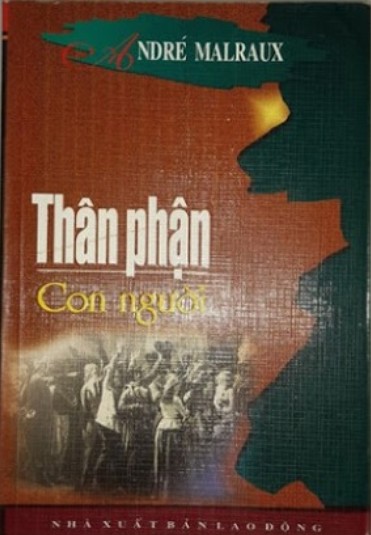 ANDRÉ MALRAUX
Thân phận
Con người
NHÀ XUẤT BẢN LAO ĐỘNG